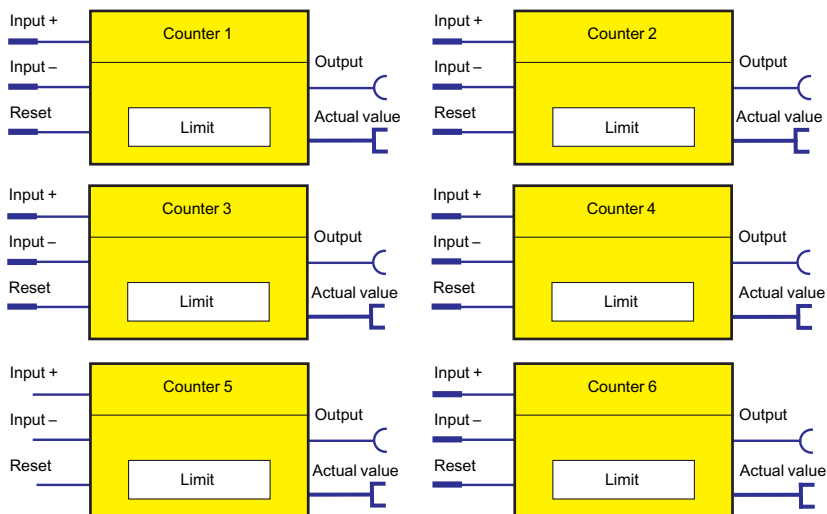 Input +
Counter 1
Input –
Output
Reset
Limit
Actual value
Input +
Counter 2
Input –
Output
Reset
Limit
Actual value
Input +
Counter 3
Input –
Output
Reset
Limit
Actual value
Input +
Counter 4
Input –
Output
Reset
Limit
Actual value
Input +
Counter 5
Input –
Output
Reset
Limit
Actual value
Input +
Counter 6
Input –
Output
Reset
Limit
Actual value